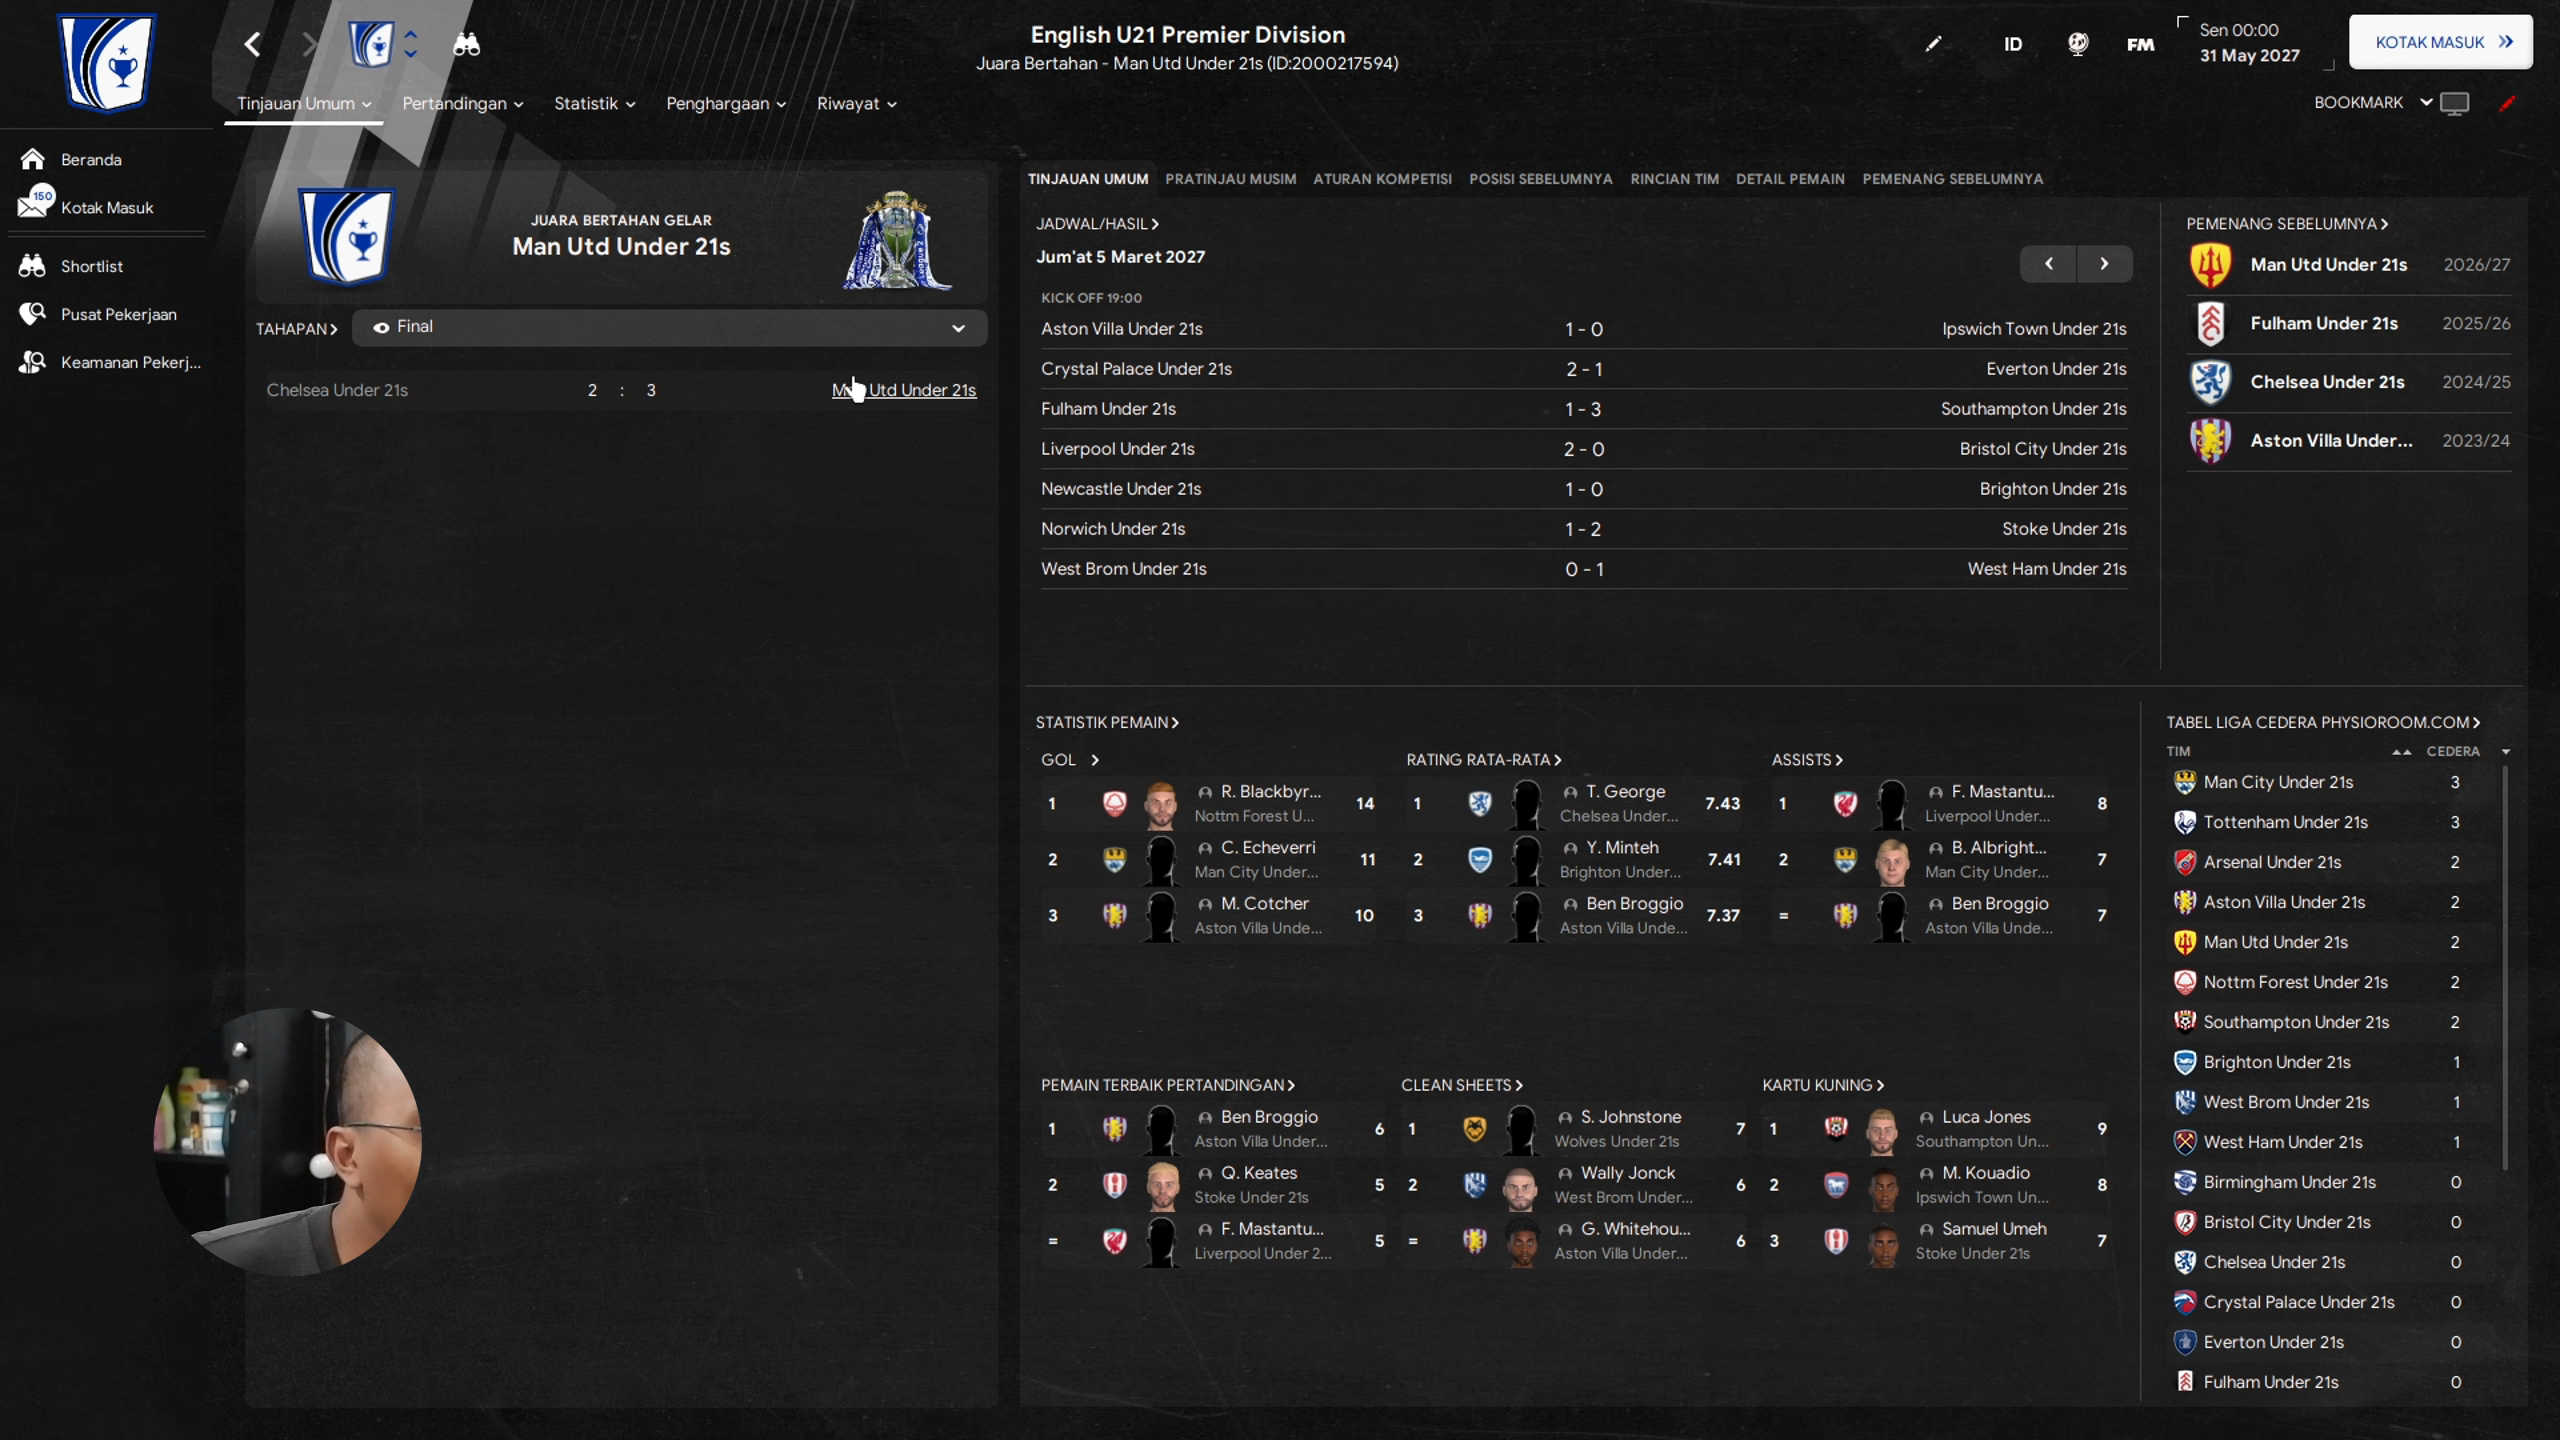 English U21 Premier Division
Juara Bertahan - Man Utd Under 21s (ID:2000217594)
ID
FM
Sen 00:00
31 May 2027
KOTAK MASUK
Tinjauan Umum
Pertandingan
Statistik
Penghargaan
Riwayat
BOOKMARK
Beranda
150
Kotak Masuk
Shortlist
Pusat Pekerjaan
Keamanan Pekerj...
JUARA BERTAHAN GELAR
Man Utd Under 21s
TAHAPAN
Final
Chelsea Under 21s 2 : 3 Utd Under 21s
TINJAUAN UMUM PRATINJAU MUSIM ATURAN KOMPETISI POSISI SEBELUMNYA RINCIAN TIM DETAIL PEMAIN PEMENANG SEBELUMNYA
JADWAL/HASIL
Jum'at 5 Maret 2027
KICK OFF 19:00
Aston Villa Under 21s 1 - 0 Ipswich Town Under 21s
Crystal Palace Under 21s 2 - 1 Everton Under 21s
Fulham Under 21s 1 - 3 Southampton Under 21s
Liverpool Under 21s 2 - 0 Bristol City Under 21s
Newcastle Under 21s 1 - 0 Brighton Under 21s
Norwich Under 21s 1 - 2 Stoke Under 21s
West Brom Under 21s 0 - 1 West Ham Under 21s
PEMENANG SEBELUMNYA
Man Utd Under 21s 2026/27
Fulham Under 21s 2025/26
Chelsea Under 21s 2024/25
Aston Villa Under... 2023/24
STATISTIK PEMAIN
GOL
1 R. Blackbyr... 14
Nottm Forest U...
2 C. Echeverri 11
Man City Under...
3 M. Cotcher 10
Aston Villa Unde...
RATING RATA-RATA
1 T. George 7.43
Chelsea Under...
2 Y. Minteh 7.41
Brighton Under...
3 Ben Broggio 7.37
Aston Villa Unde...
ASSISTS
1 F. Mastantu... 8
Liverpool Under...
2 B. Albright... 7
Man City Under...
= Ben Broggio 7
Aston Villa Unde...
PEMAIN TERBAIK PERTANDINGAN
1 Ben Broggio 6
Aston Villa Under...
2 Q. Keates 5
Stoke Under 21s
= F. Mastantu... 5
Liverpool Under 2...
CLEAN SHEETS
1 S. Johnstone 7
Wolves Under 21s
2 Wally Jonck 6
West Brom Under...
= G. Whitehou... 6
Aston Villa Under...
KARTU KUNING
1 Luca Jones 9
Southampton Un...
2 M. Kouadio 8
Ipswich Town Un...
3 Samuel Umeh 7
Stoke Under 21s
TABEL LIGA CEDERA PHYSIOROOM.COM
TIM CEDERA
Man City Under 21s 3
Tottenham Under 21s 3
Arsenal Under 21s 2
Aston Villa Under 21s 2
Man Utd Under 21s 2
Nottm Forest Under 21s 2
Southampton Under 21s 2
Brighton Under 21s 1
West Brom Under 21s 1
West Ham Under 21s 1
Birmingham Under 21s 0
Bristol City Under 21s 0
Chelsea Under 21s 0
Crystal Palace Under 21s 0
Everton Under 21s 0
Fulham Under 21s 0